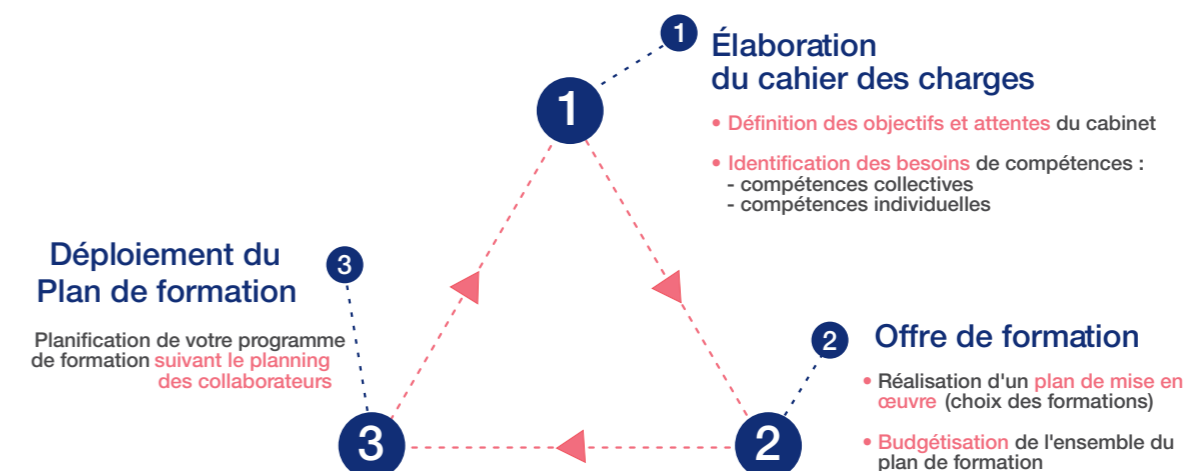 1
Élaboration
du cahier des charges
• Définition des objectifs et attentes du cabinet
• Identification des besoins de compétences :
- compétences collectives
- compétences individuelles
1
2
Offre de formation
• Réalisation d'un plan de mise en
œuvre (choix des formations)
• Budgétisation de l'ensemble du
plan de formation
2
3
Déploiement du
Plan de formation
Planification de votre programme
de formation suivant le planning
des collaborateurs
3